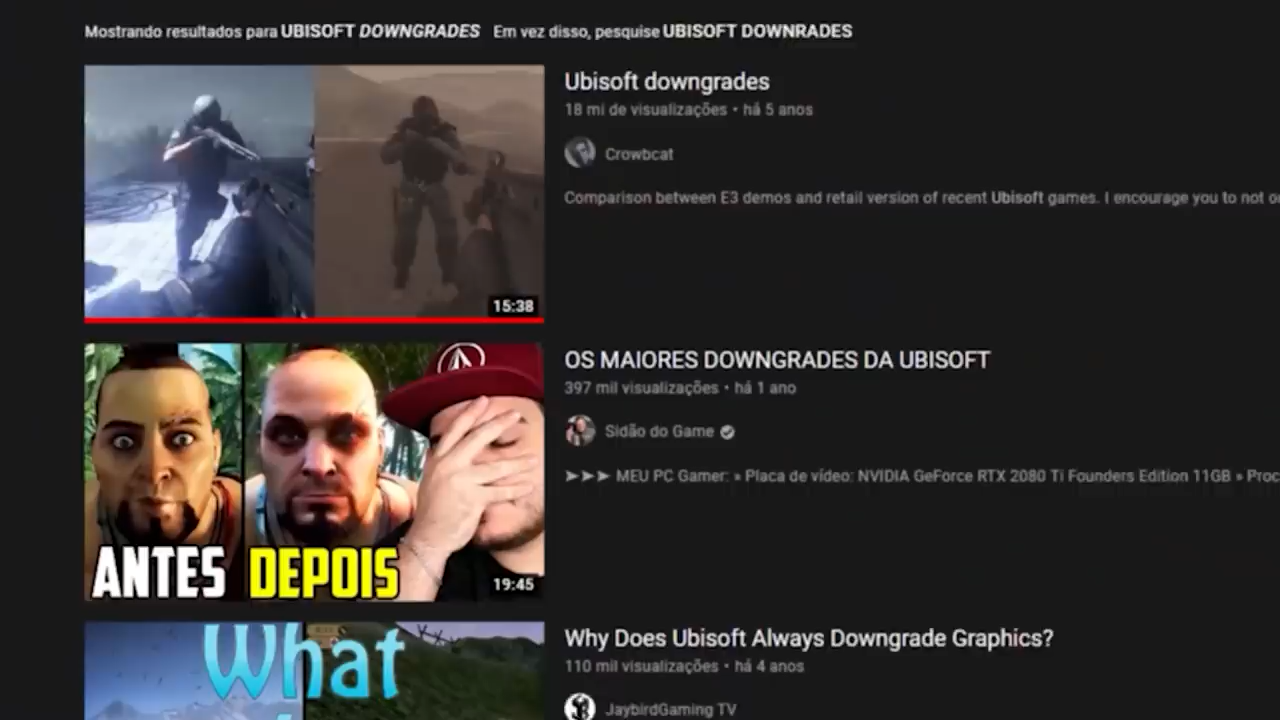 Mostrando resultados para UBISOFT DOWNGRADES Em vez disso, pesquise UBISOFT DOWNRADES
Ubisoft downgrades
18 mi de visualizações • há 5 anos
Crowbcat
Comparison between E3 demos and retail version of recent Ubisoft games. I encourage you to not
15:38
OS MAIORES DOWNGRADES DA UBISOFT
397 mil visualizações • há 1 ano
Sidão do Game
➤➤➤ MEU PC Gamer: » Placa de vídeo: NVIDIA GeForce RTX 2080 Ti Founders Edition 11GB »
ANTES DEPOIS
19:45
What
Why Does Ubisoft Always Downgrade Graphics?
110 mil visualizações • há 4 anos
JaybirdGaming TV